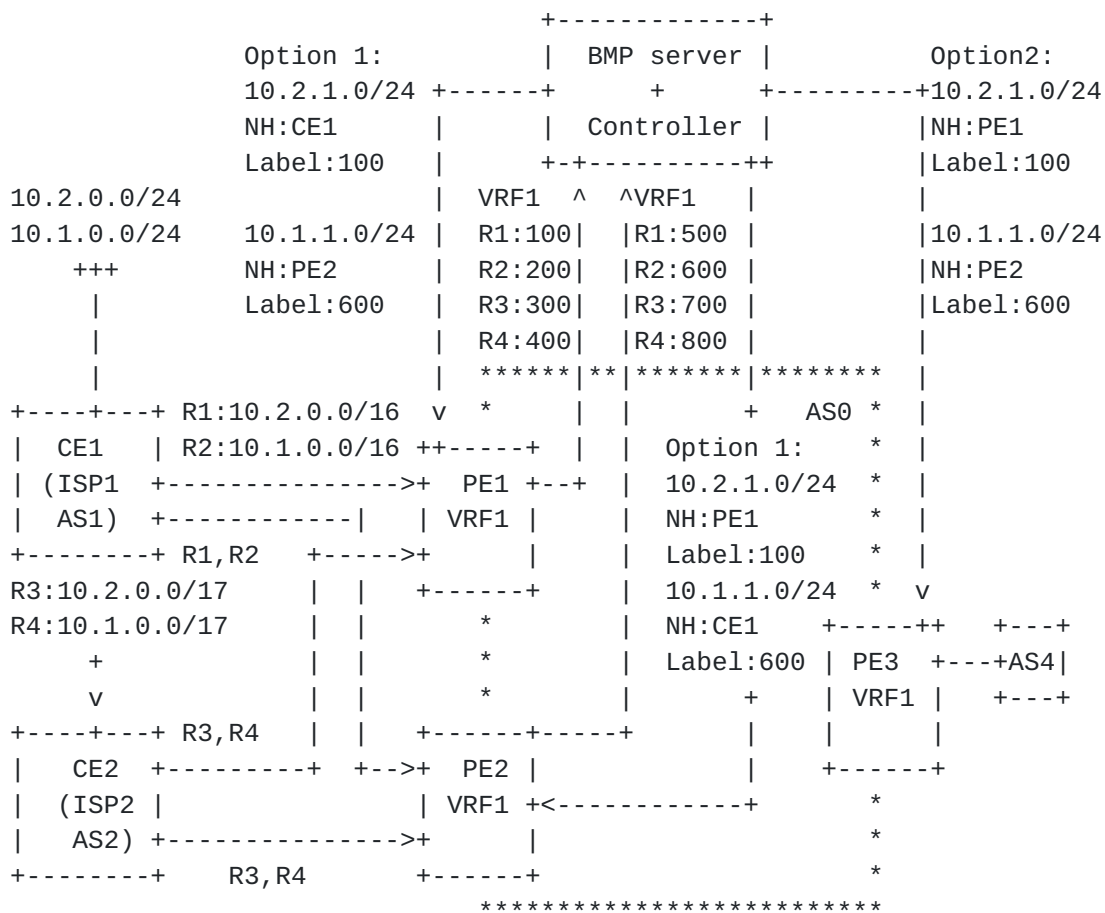 +-------------+
               Option 1:          |  BMP server |          Option2:
               10.2.1.0/24 +------+      +      +---------+10.2.1.0/24
               NH:CE1      |      |  Controller |         |NH:PE1
               Label:100   |      +-+----------++         |Label:100
10.2.0.0/24                |  VRF1  ^  ^VRF1   |          |
10.1.0.0/24    10.1.1.0/24 |  R1:100|  |R1:500 |          |10.1.1.0/24
    +++        NH:PE2      |  R2:200|  |R2:600 |          |NH:PE2
     |         Label:600   |  R3:300|  |R3:700 |          |Label:600
     |                     |  R4:400|  |R4:800 |          |
     |                     |  ******|**|*******|********  |
+----+---+ R1:10.2.0.0/16  v  *     |  |       +   AS0 *  |
|  CE1   | R2:10.1.0.0/16 ++-----+  |  |  Option 1:    *  |
| (ISP1  +--------------->+  PE1 +--+  |  10.2.1.0/24  *  |
|  AS1)  +------------|   | VRF1 |     |  NH:PE1       *  |
+--------+ R1,R2   +----->+      |     |  Label:100    *  |
R3:10.2.0.0/17     |  |   +------+     |  10.1.1.0/24  *  v
R4:10.1.0.0/17     |  |       *        |  NH:CE1    +-----++   +---+
     +             |  |       *        |  Label:600 | PE3  +---+AS4|
     v             |  |       *        |       +    | VRF1 |   +---+
+----+---+ R3,R4   |  |   +------+-----+       |    |      |
|   CE2  +---------+  +-->+  PE2 |             |    +------+
|  (ISP2 |                | VRF1 +<------------+       *
|   AS2) +--------------->+      |                     *
+--------+    R3,R4       +------+                     *
                              **************************